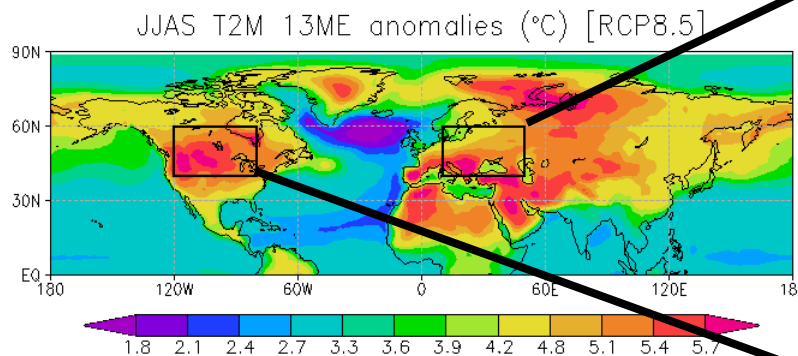 JJAS T2M 13ME anomalies (°C) [RCP8.5]
90N
60N
30N
EQ
180 120W 60W 0 60E 120E 18
1.8 2.1 2.4 2.7 3.3 3.6 3.9 4.2 4.8 5.1 5.4 5.7